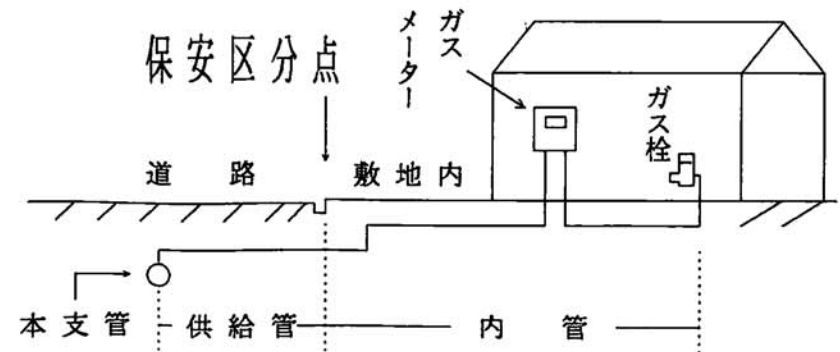 保安区分点
ガス
メーター
ガス栓
道路
敷地内
本支管
供給管
内管